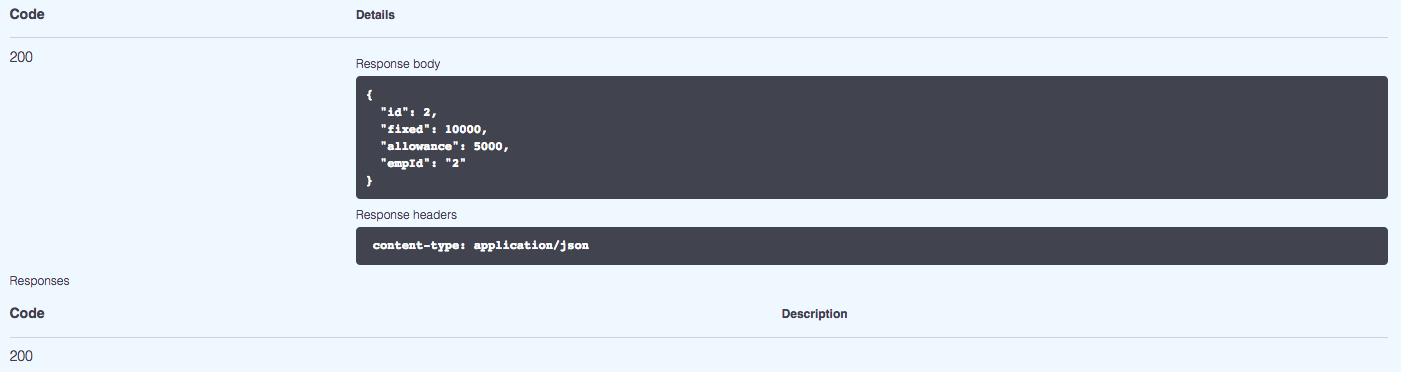 Code Details
200
Response body
{
  "id": 2,
  "fixed": 10000,
  "allowance": 5000,
  "empId": "2"
}
Response headers
content-type: application/json
Responses
Code Description
200